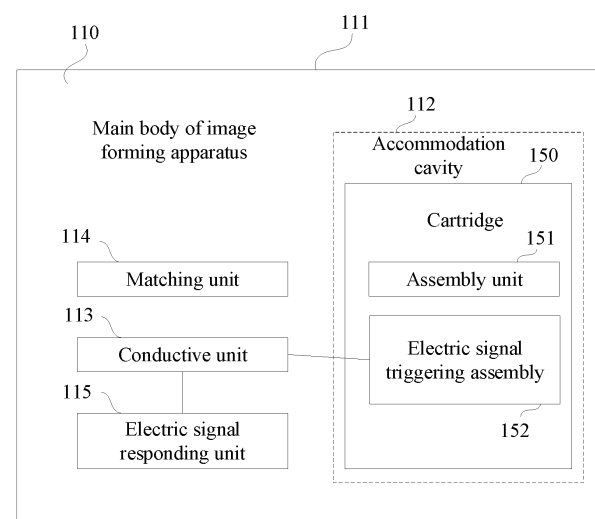 110
111
112
Main body of image
forming apparatus
Accommodation
cavity
150
Cartridge
114
151
Matching unit
Assembly unit
113
Conductive unit
Electric signal
triggering assembly
115
152
Electric signal
responding unit